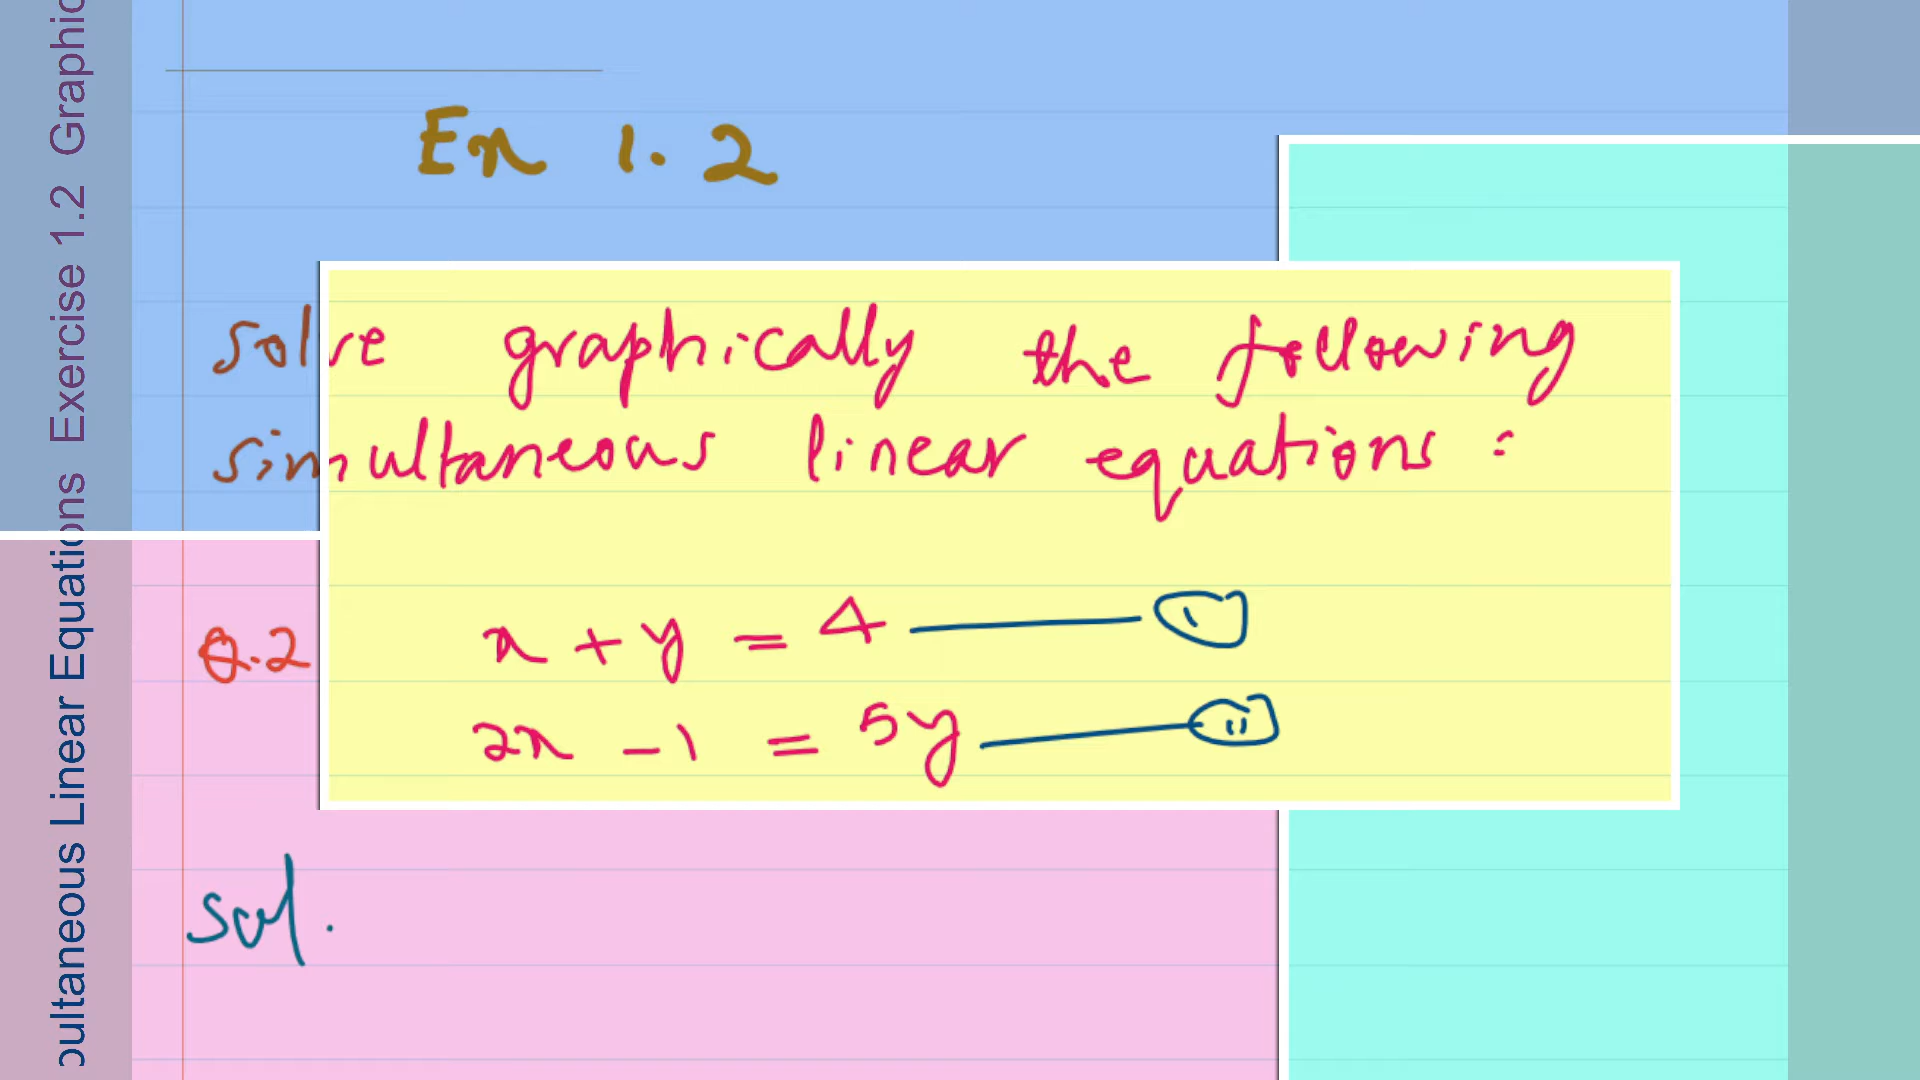 oultaneous Linear Equations Exercise 1.2 Graphic
Ex 1.2
Solve graphically the following
simultaneous linear equations :
Q.2 x + y = 4 — (i)
2x - 1 = 5y — (ii)
Sol.